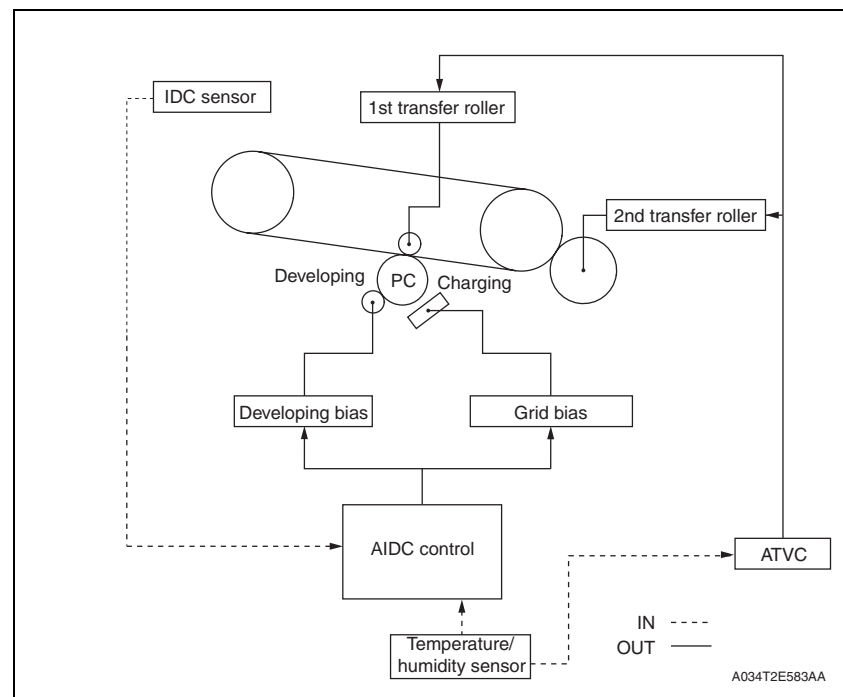 IDC sensor
1st transfer roller
2nd transfer roller
Developing
PC
Charging
Developing bias
Grid bias
AIDC control
ATVC
Temperature/
humidity sensor
IN
OUT
A034T2E583AA